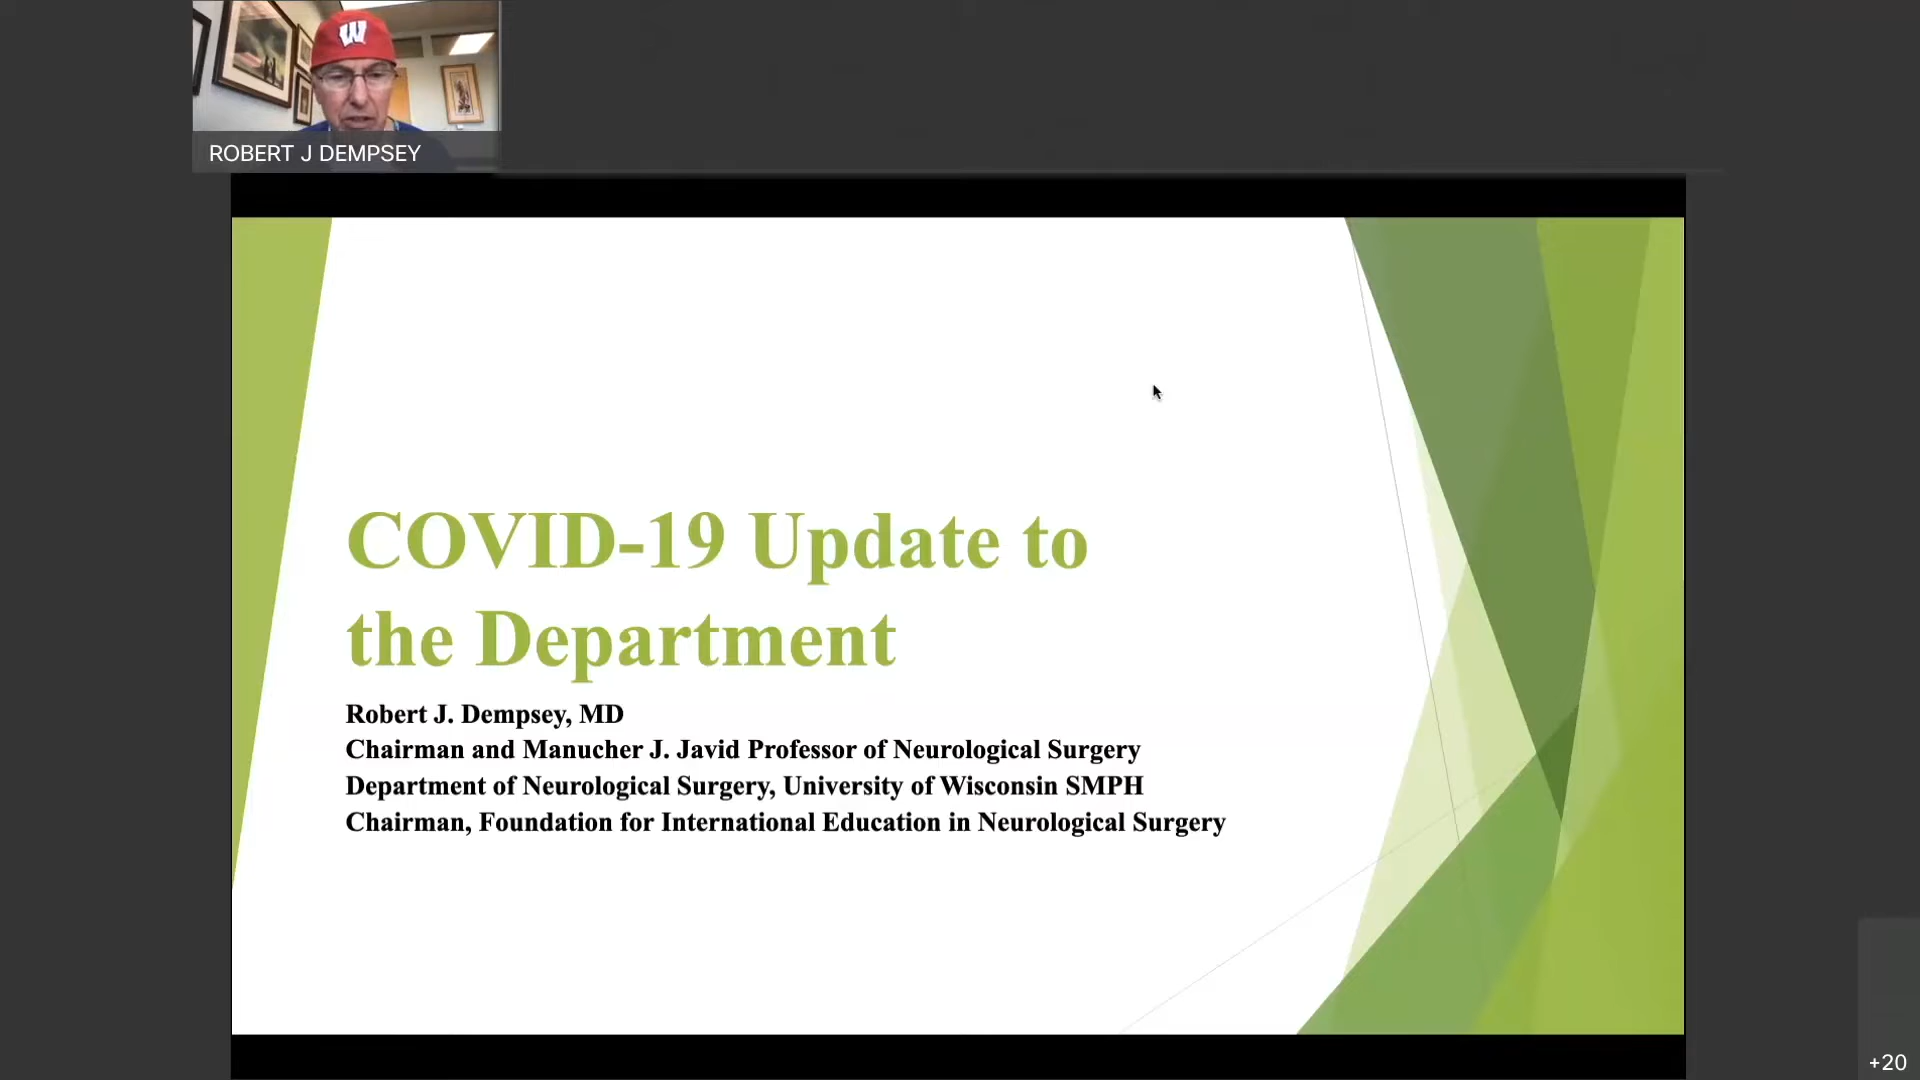 W
ROBERT J DEMPSEY
COVID-19 Update to
the Department
Robert J. Dempsey, MD
Chairman and Manucher J. Javid Professor of Neurological Surgery
Department of Neurological Surgery, University of Wisconsin SMPH
Chairman, Foundation for International Education in Neurological Surgery
+20